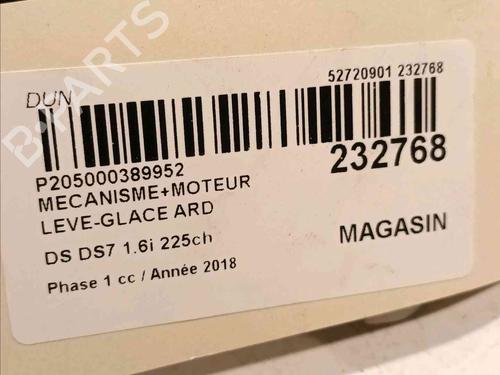 DUN
52720901 232768
P205000389952
232768
MECANISME+MOTEUR
LEVE-GLACE ARD
MAGASIN
DS DS7 1.6i 225ch
Phase 1 cc / Année 2018
B-PARTS